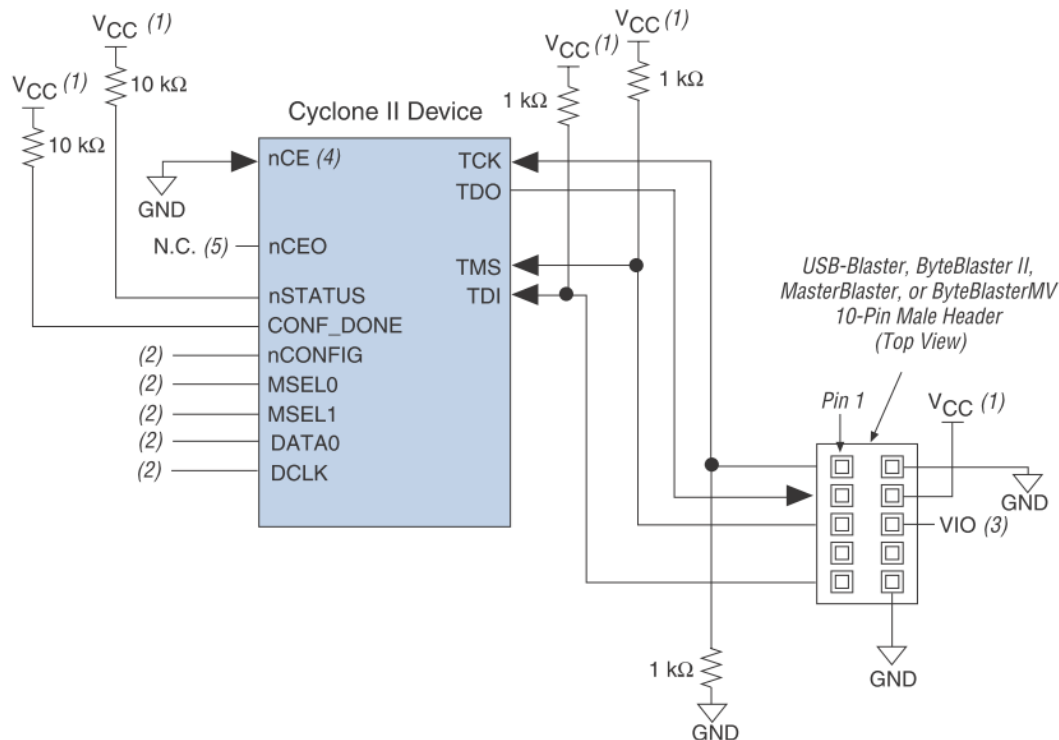 VCC (1)
VCC (1)
10 kΩ
10 kΩ
VCC (1)
VCC (1)
1 kΩ
1 kΩ
Cyclone II Device
nCE (4)
GND
N.C. (5)
nCEO
nSTATUS
CONF_DONE
(2)
nCONFIG
(2)
MSEL0
(2)
MSEL1
(2)
DATA0
(2)
DCLK
TCK
TDO
TMS
TDI
USB-Blaster, ByteBlaster II,
MasterBlaster, or ByteBlasterMV
10-Pin Male Header
(Top View)
Pin 1
VCC (1)
GND
VIO (3)
GND
1 kΩ
GND